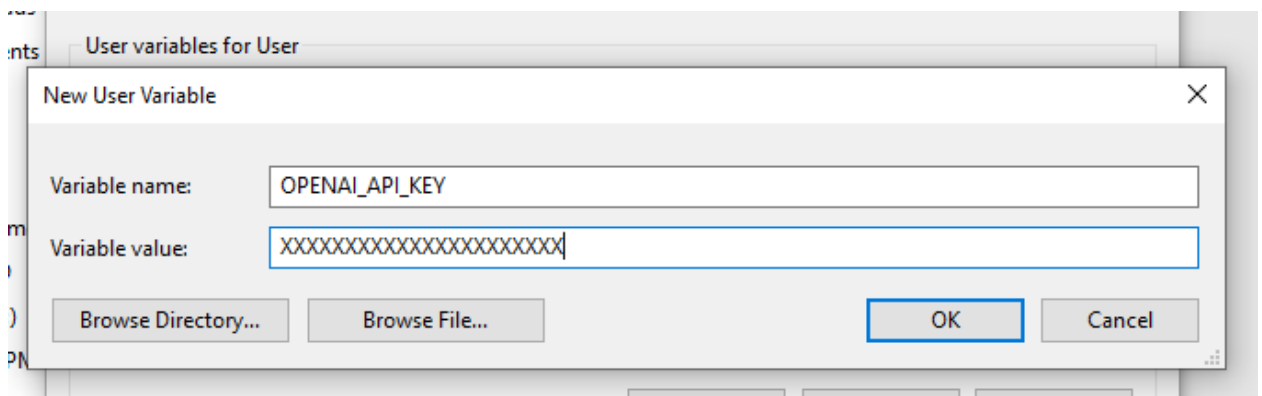 User variables for User
New User Variable
Variable name: OPENAI_API_KEY
Variable value: XXXXXXXXXXXXXXXXXXXXXX
Browse Directory... Browse File... OK Cancel